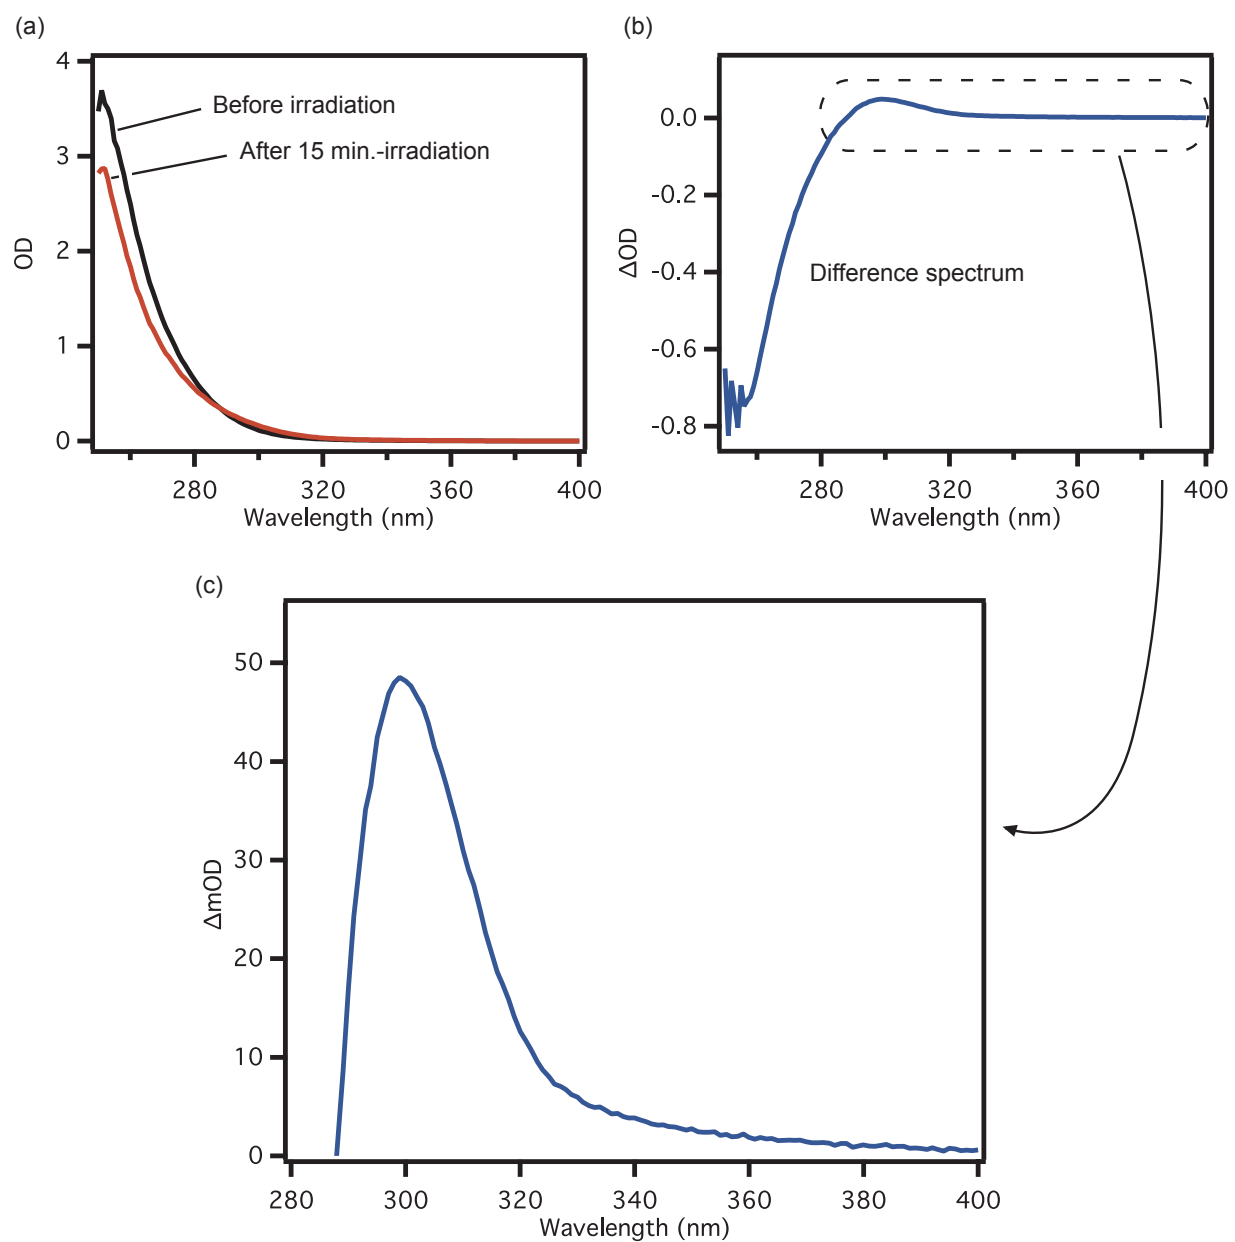 (a)
4
3
2
1
0
OD
Before irradiation
After 15 min.-irradiation
280 320 360 400
Wavelength (nm)
(b)
0.0
-0.2
-0.4
-0.6
-0.8
ΔOD
Difference spectrum
280 320 360 400
Wavelength (nm)
(c)
50
40
30
20
10
0
ΔmOD
280 300 320 340 360 380 400
Wavelength (nm)